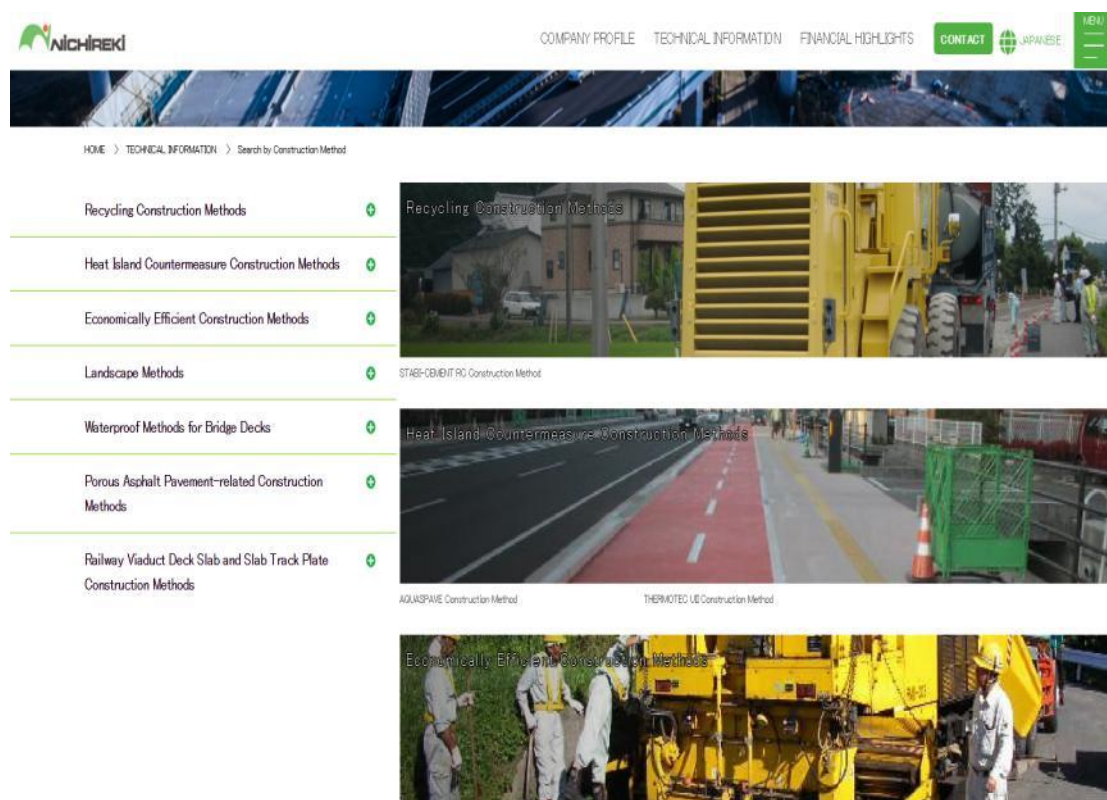 NICHIREKI
COMPANY PROFILE TECHNICAL INFORMATION FINANCIAL HIGHLIGHTS CONTACT JAPANESE MENU
HOME > TECHNICAL INFORMATION > Search by Construction Method
Recycling Construction Methods
Heat Island Countermeasure Construction Methods
Economically Efficient Construction Methods
Landscape Methods
Waterproof Methods for Bridge Decks
Porous Asphalt Pavement-related Construction
Methods
Railway Viaduct Deck Slab and Slab Track Plate
Construction Methods
Recycling Construction Methods
STABI-CEMENT RC Construction Method
Heat Island Countermeasure Construction Methods
AQUASPAVE Construction Method THERMOTEC Construction Method
Economically Efficient Construction Methods